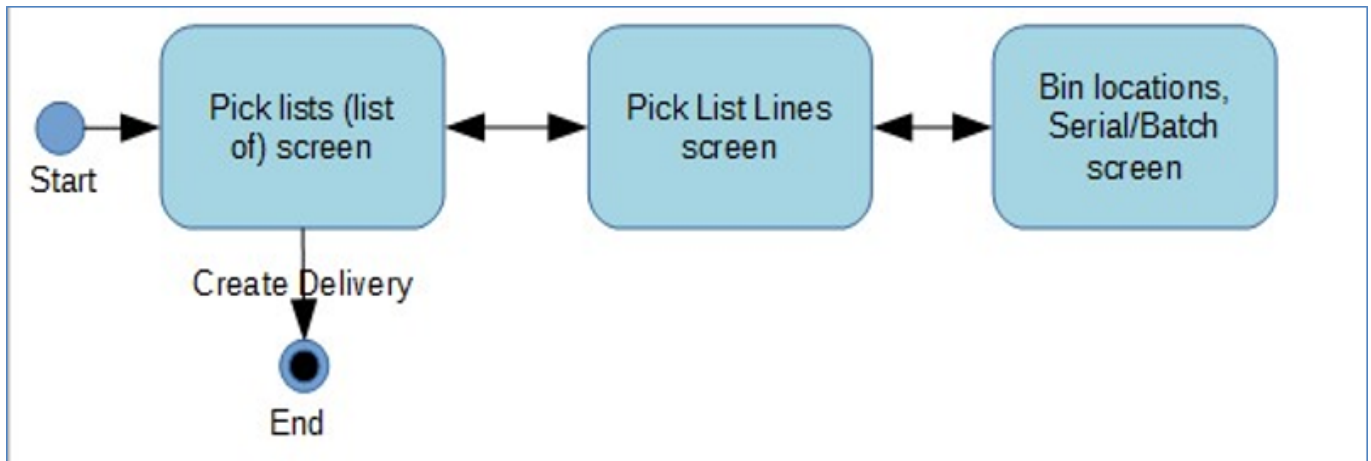 Pick lists (list
of) screen
Pick List Lines
screen
Bin locations,
Serial/Batch
screen
Start
Create Delivery
End